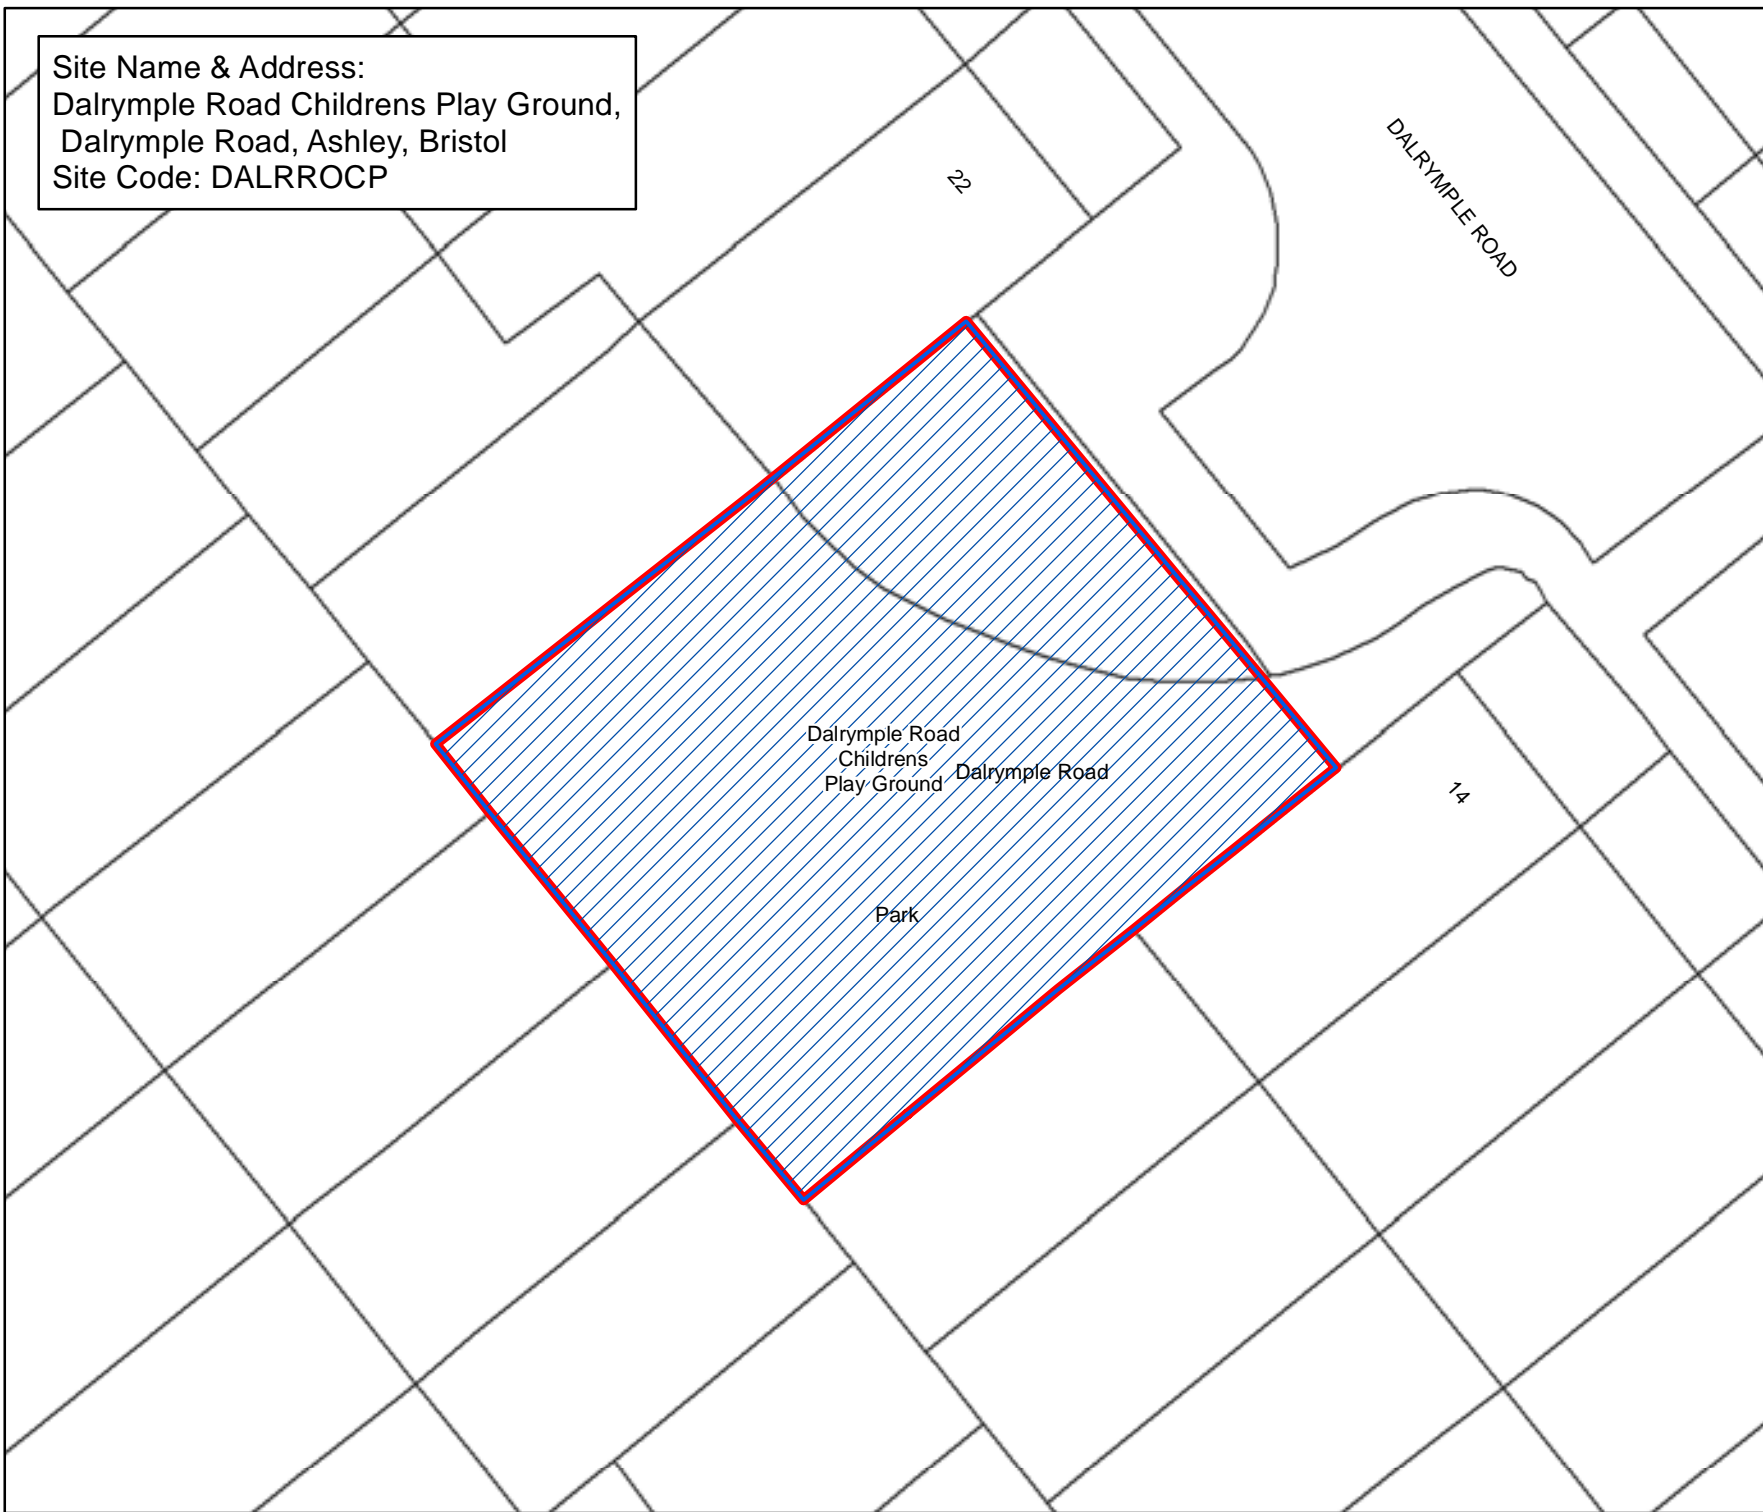 Site Name & Address:
Dalrymple Road Childrens Play Ground,
Dalrymple Road, Ashley, Bristol
Site Code: DALRROCP
22
DALRYMPLE ROAD
Dalrymple Road
Childrens
Play Ground
Dalrymple Road
14
Park